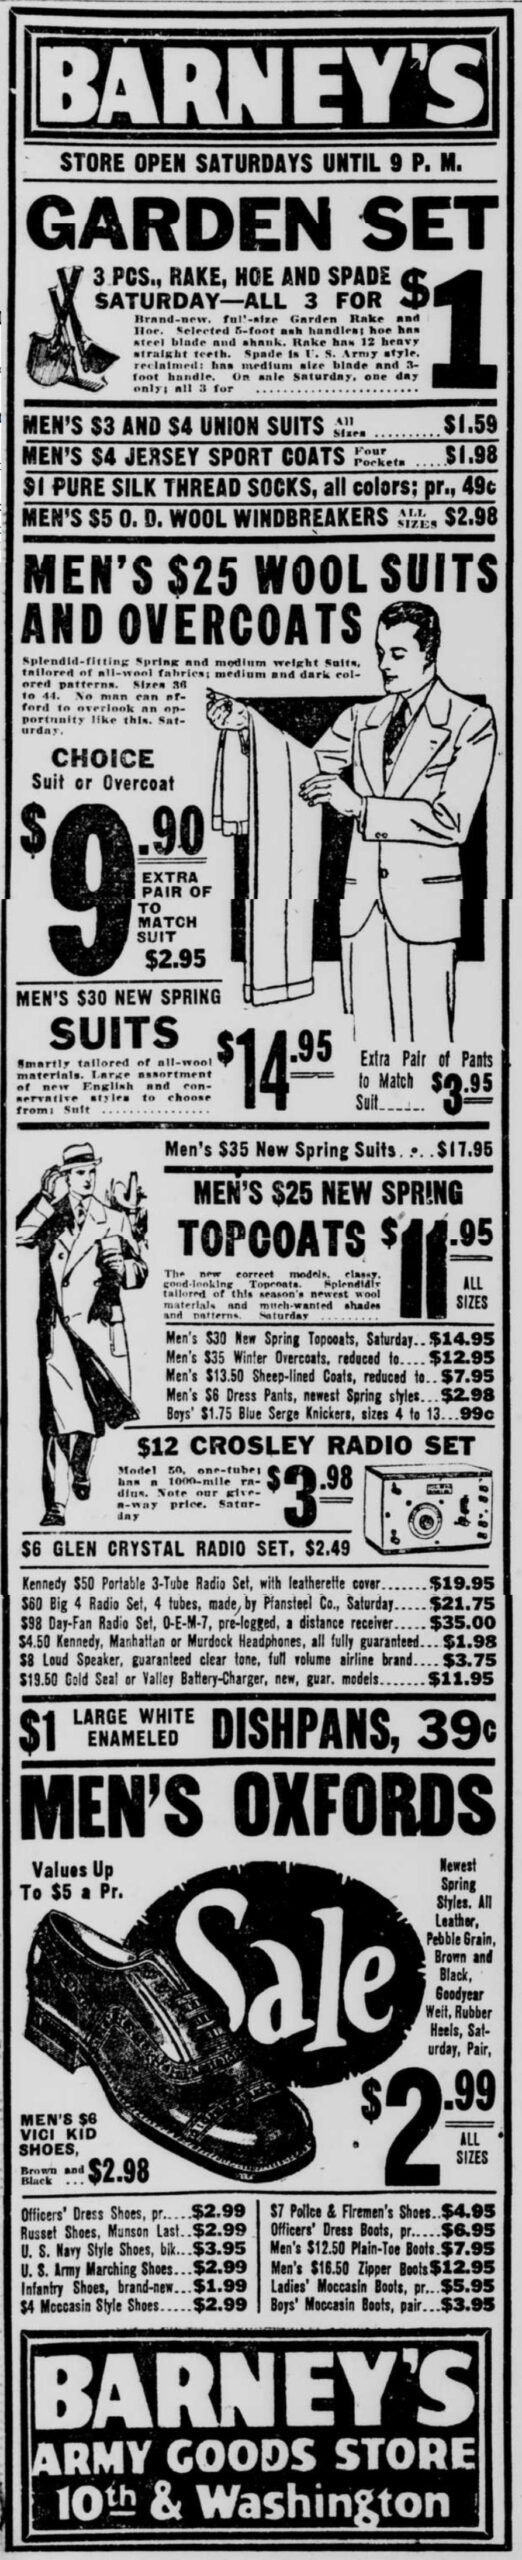 BARNEY'S
STORE OPEN SATURDAYS UNTIL 9 P. M.
GARDEN SET
3 PCS., RAKE, HOE AND SPADE
SATURDAY—ALL 3 FOR $1
Brand-new, full-size Garden Rake and
Hoe. Selected 5-foot ash handles; hoe has
steel blade and shank. Rake has 12 heavy
straight teeth. Spade is U. S. Army style,
reclaimed; has medium size blade and 3-
foot handle. On sale Saturday, one day
only; all 3 for ........................
MEN'S $3 AND $4 UNION SUITS All Sizes .......... $1.59
MEN'S $4 JERSEY SPORT COATS Four Pockets ..... $1.98
$1 PURE SILK THREAD SOCKS, all colors; pr., 49c
MEN'S $5 O. D. WOOL WINDBREAKERS ALL SIZES $2.98
MEN'S $25 WOOL SUITS
AND OVERCOATS
Splendid-fitting Spring and medium weight Suits,
tailored of all-wool fabrics; medium and dark col-
ored patterns. Sizes 36
to 44. No man can af-
ford to overlook an op-
portunity like this. Sat-
urday.
CHOICE
Suit or Overcoat
$9.90
EXTRA
PAIR OF
TO
MATCH
SUIT
$2.95
MEN'S $30 NEW SPRING
SUITS $14.95
Smartly tailored of all-wool
materials. Large assortment
of new English and con-
servative styles to choose
from; Suit ................
Extra Pair of Pants
to Match $3.95
Suit......
Men's $35 New Spring Suits.....$17.95
MEN'S $25 NEW SPRING
TOPCOATS $11.95
ALL
SIZES
The new correct models, classy,
good-looking Topcoats. Splendidly
tailored of this season's newest wool
materials and much-wanted shades
and patterns. Saturday ..........
Men's $30 New Spring Topcoats, Saturday..$14.95
Men's $35 Winter Overcoats, reduced to....$12.95
Men's $13.50 Sheep-lined Coats, reduced to..$7.95
Men's $6 Dress Pants, newest Spring styles...$2.98
Boys' $1.75 Blue Serge Knickers, sizes 4 to 13...99c
$12 CROSLEY RADIO SET
Model 50, one-tube;
has a 1000-mile ra-
dius. Note our give-
a-way price. Satur-
day
$3.98
$6 GLEN CRYSTAL RADIO SET, $2.49
Kennedy $50 Portable 3-Tube Radio Set, with leatherette cover.......$19.95
$60 Big 4 Radio Set, 4 tubes, made by Pfansteel Co., Saturday.....$21.75
$98 Day-Fan Radio Set, O-E-M-7, pre-logged, a distance receiver.....$35.00
$4.50 Kennedy, Manhattan or Murdock Headphones, all fully guaranteed...$1.98
$8 Loud Speaker, guaranteed clear tone, full volume airline brand....$3.75
$19.50 Gold Seal or Valley Battery-Charger, new, guar. models.......$11.95
$1 LARGE WHITE ENAMELED DISHPANS, 39c
MEN'S OXFORDS
Values Up
To $5 a Pr.
Sale
Newest
Spring
Styles. All
Leather,
Pebble Grain,
Brown and
Black,
Goodyear
Welt, Rubber
Heels, Sat-
urday, Pair,
$2.99
ALL
SIZES
MEN'S $6
VICI KID
SHOES,
Brown and
Black ... $2.98
Officers' Dress Shoes, pr.....$2.99
Russet Shoes, Munson Last..$2.99
U. S. Navy Style Shoes, blk...$3.95
U. S. Army Marching Shoes...$2.99
Infantry Shoes, brand-new...$1.99
$4 Moccasin Style Shoes.....$2.99
$7 Police & Firemen's Shoes..$4.95
Officers' Dress Boots, pr.....$6.95
Men's $12.50 Plain-Toe Boots.$7.95
Men's $16.50 Zipper Boots $12.95
Ladies' Moccasin Boots, pr...$5.95
Boys' Moccasin Boots, pair...$3.95
BARNEY'S
ARMY GOODS STORE
10th & Washington